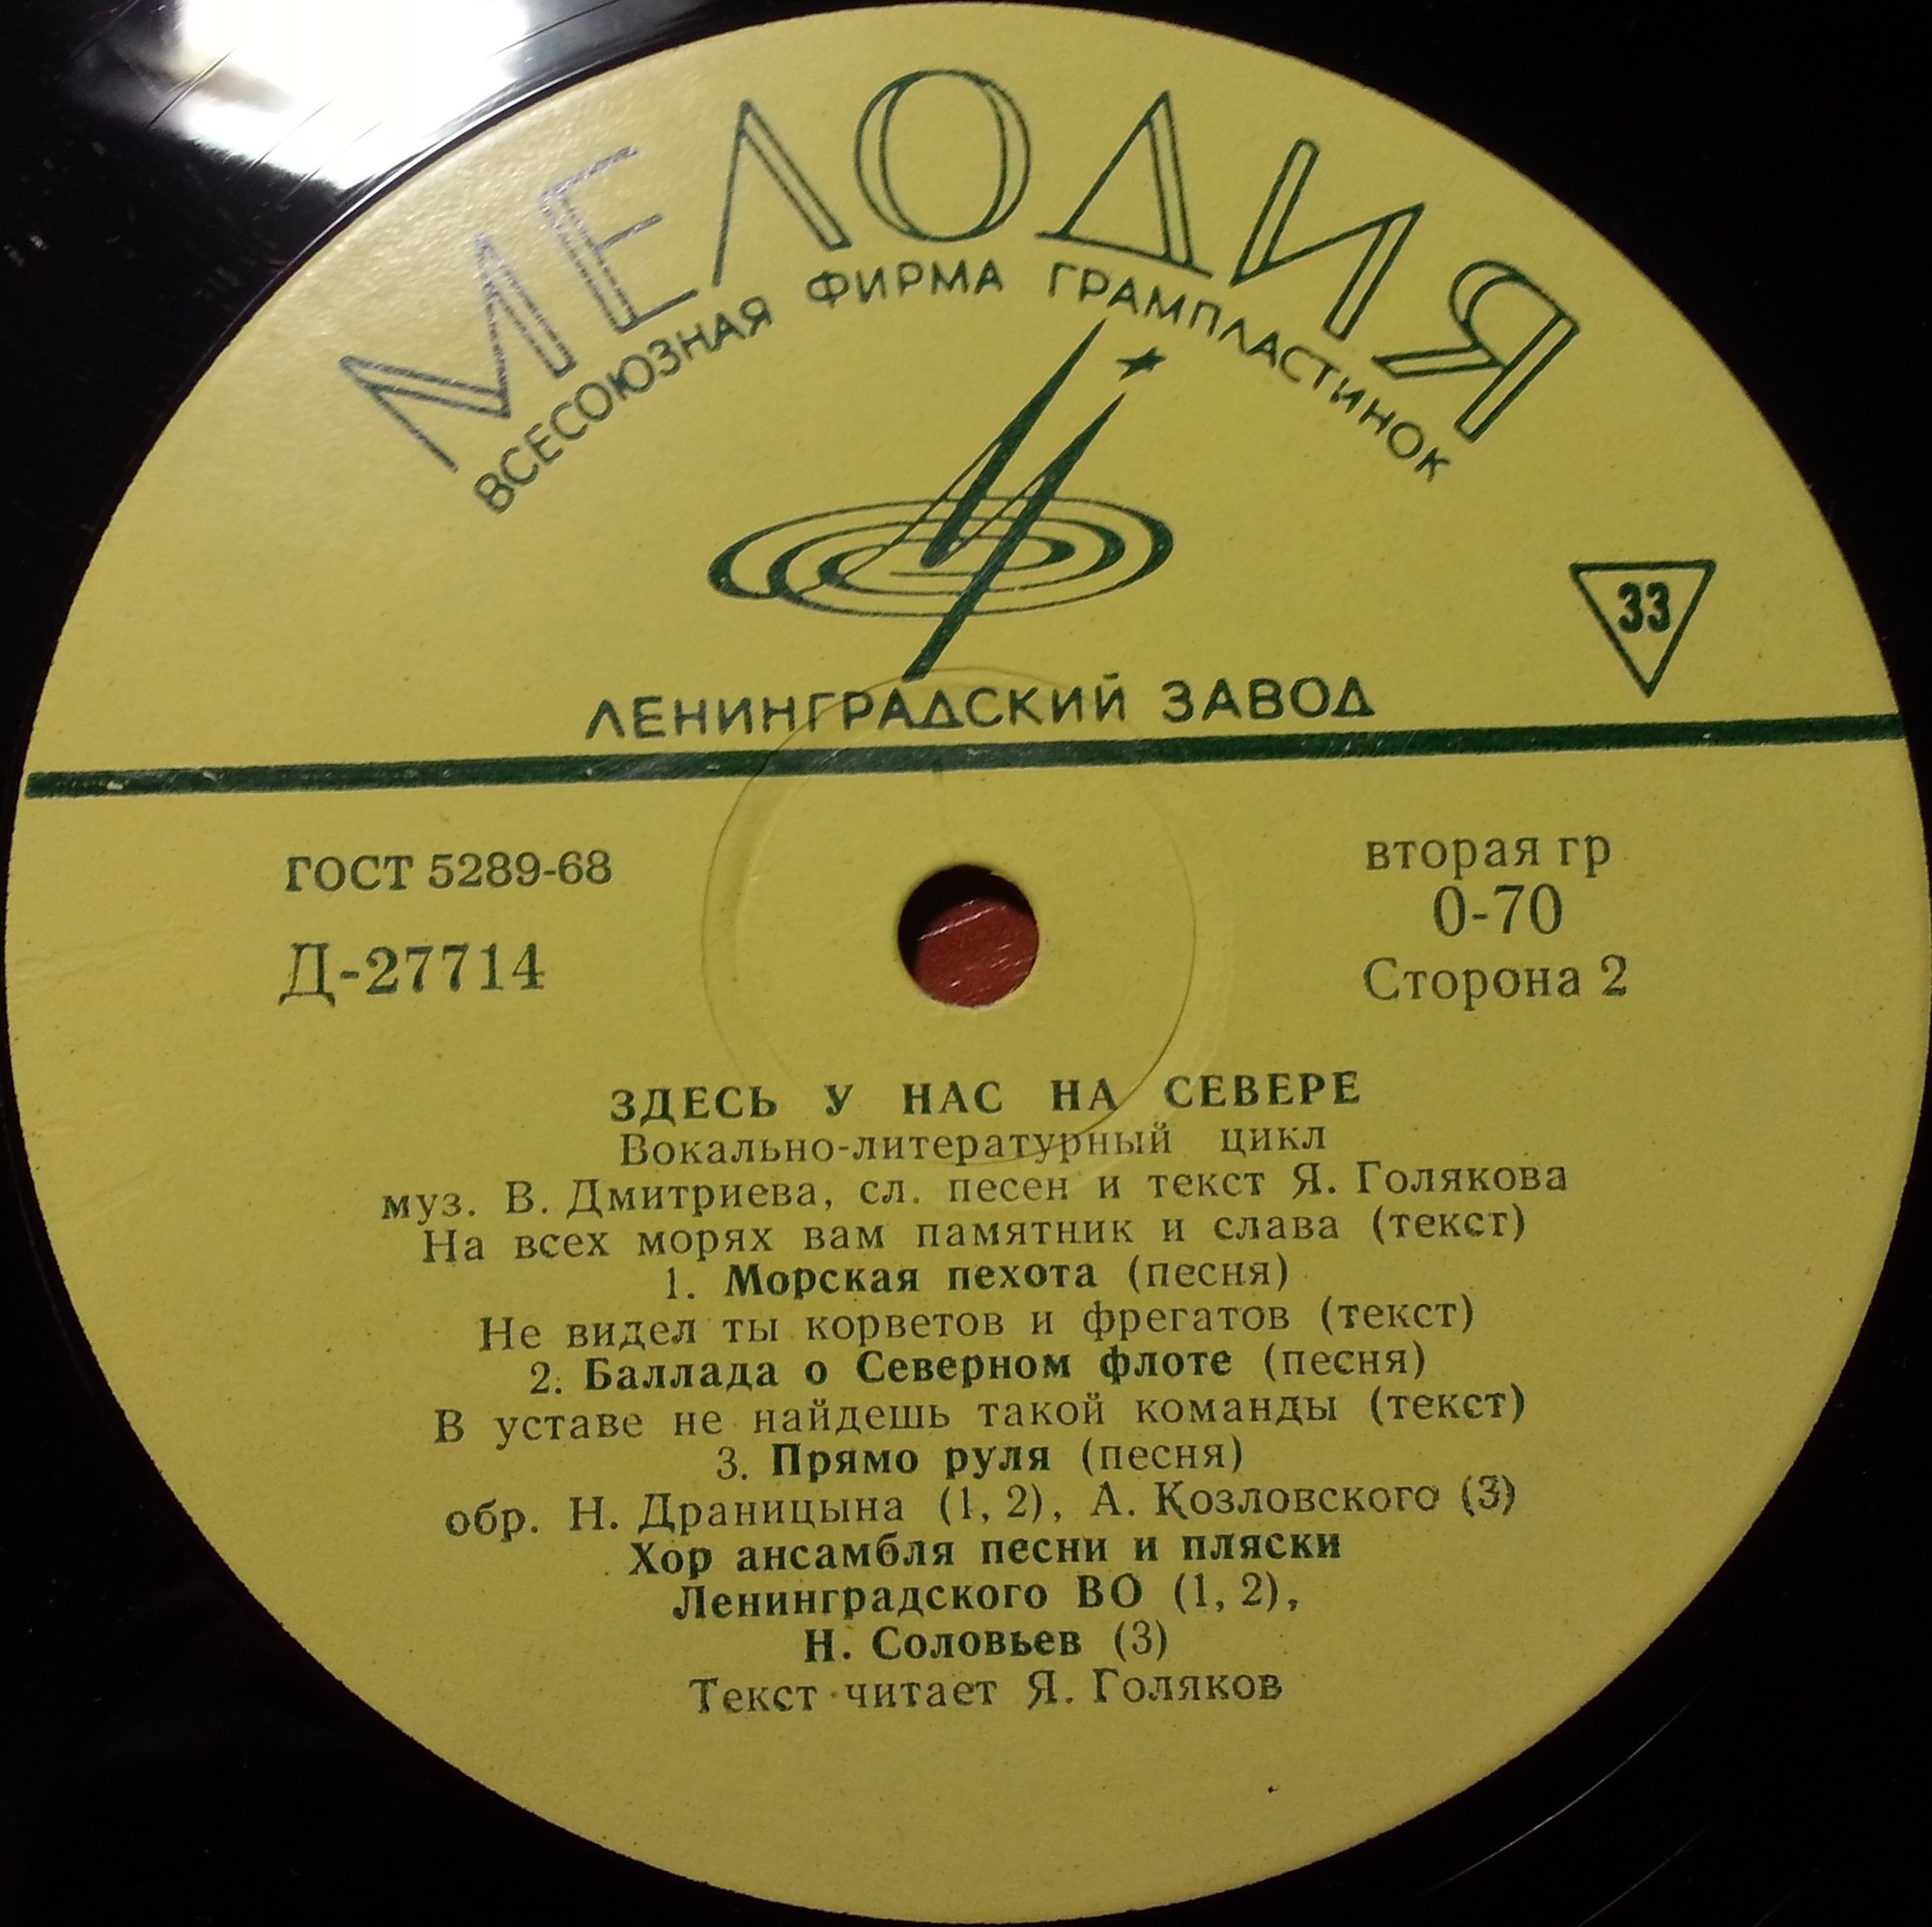 МЕЛОДИЯ
ВСЕСОЮЗНАЯ ФИРМА ГРАМПЛАСТИНОК
33
ЛЕНИНГРАДСКИЙ ЗАВОД
ГОСТ 5289-68
Д-27714
вторая гр
0-70
Сторона 2
ЗДЕСЬ У НАС НА СЕВЕРЕ
Вокально-литературный цикл
муз. В. Дмитриева, сл. песен и текст Я. Голякова
На всех морях вам памятник и слава (текст)
1. Морская пехота (песня)
Не видел ты корветов и фрегатов (текст)
2. Баллада о Северном флоте (песня)
В уставе не найдешь такой команды (текст)
3. Прямо руля (песня)
обр. Н. Драницына (1, 2), А. Козловского (3)
Хор ансамбля песни и пляски
Ленинградского ВО (1, 2),
Н. Соловьев (3)
Текст читает Я. Голяков